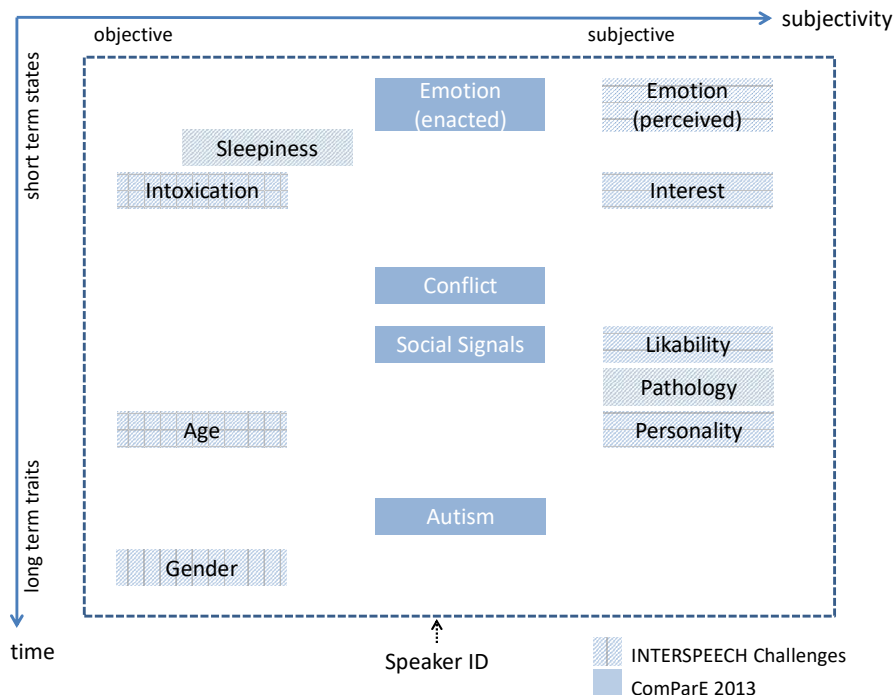 subjectivity
objective
subjective
short term states
long term traits
Emotion
(enacted)
Emotion
(perceived)
Sleepiness
Intoxication
Interest
Conflict
Social Signals
Likability
Pathology
Age
Personality
Autism
Gender
time
Speaker ID
INTERSPEECH Challenges
ComParE 2013